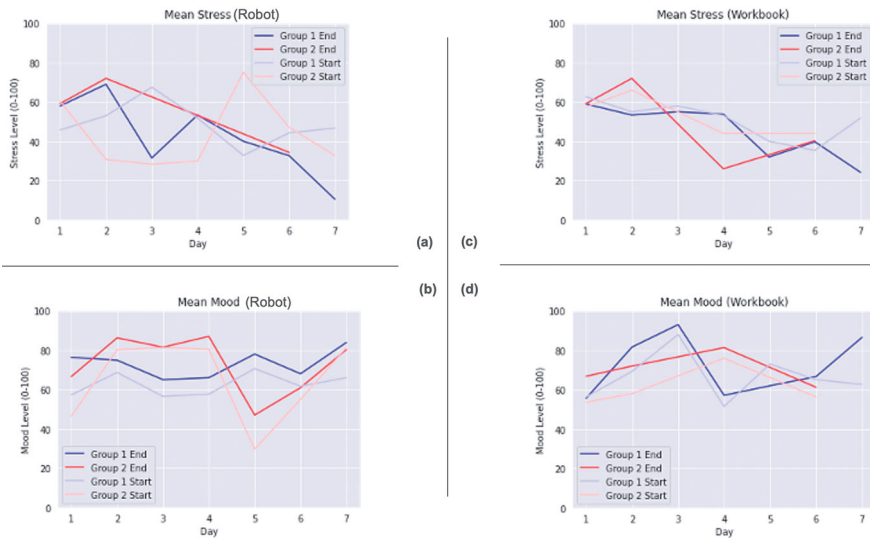 Mean Stress (Robot)
100
80
60
40
20
0
Stress Level (0-100)
Group 1 End
Group 2 End
Group 1 Start
Group 2 Start
1 2 3 4 5 6 7
Day
(a)
Mean Stress (Workbook)
100
80
60
40
20
0
Stress Level (0-100)
Group 1 End
Group 2 End
Group 1 Start
Group 2 Start
1 2 3 4 5 6 7
Day
(c)
Mean Mood (Robot)
(b)
100
80
60
40
20
0
Mood Level (0-100)
Group 1 End
Group 2 End
Group 1 Start
Group 2 Start
1 2 3 4 5 6 7
Day
(d)
Mean Mood (Workbook)
100
80
60
40
20
0
Mood Level (0-100)
Group 1 End
Group 2 End
Group 1 Start
Group 2 Start
1 2 3 4 5 6 7
Day